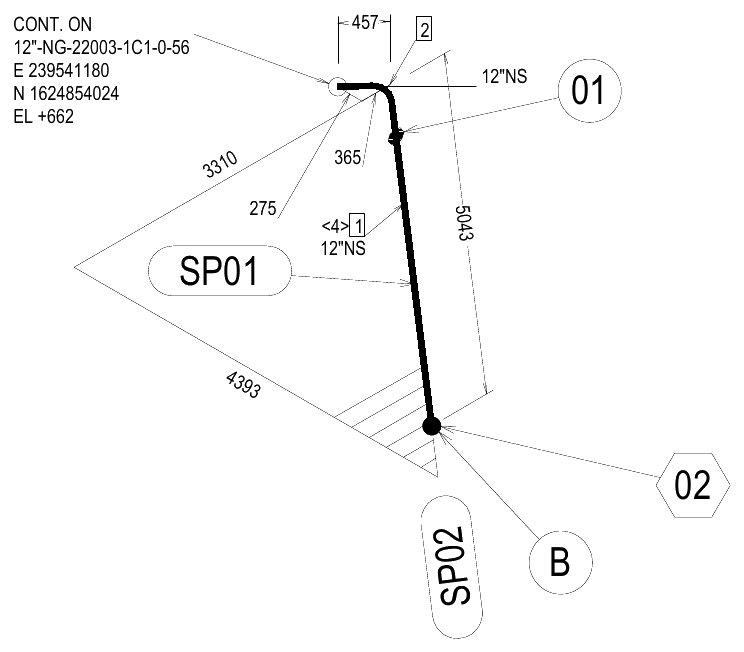 CONT. ON
12"-NG-22003-1C1-0-56
E 239541180
N 1624854024
EL +662
457
2
12"NS
01
3310
365
275
<4> 1
12"NS
5043
SP01
4393
02
SP02
B